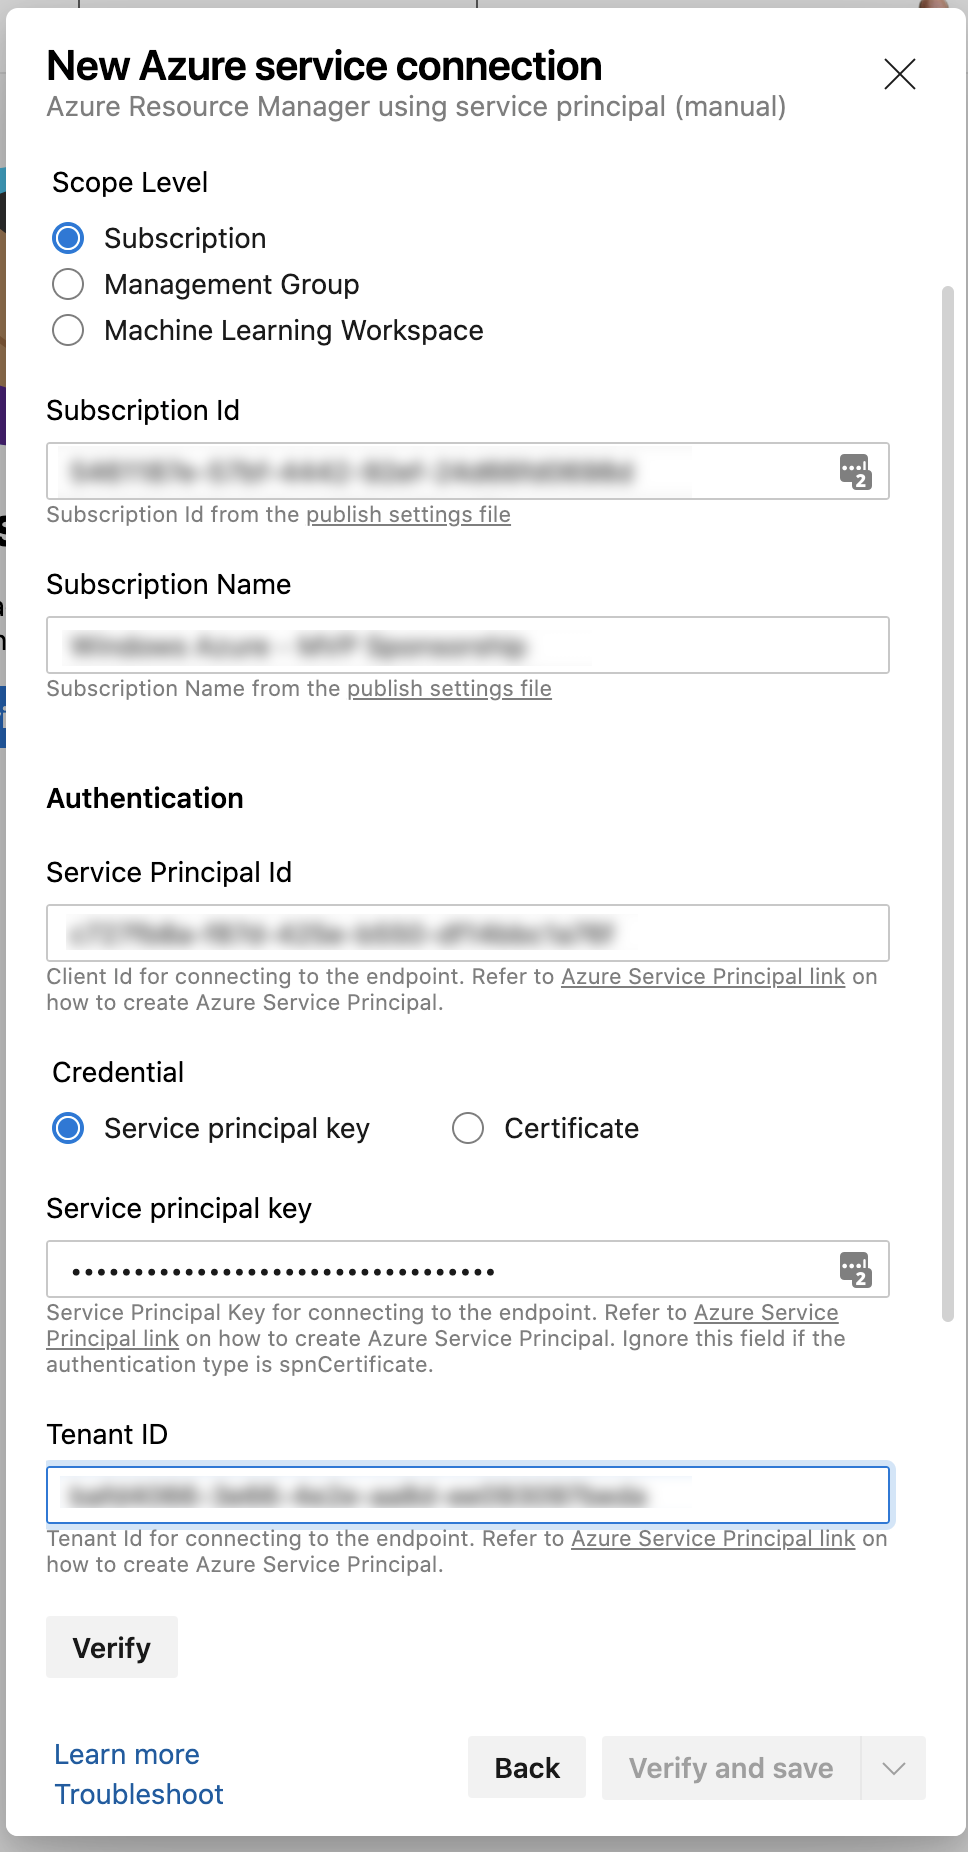 New Azure service connection
Azure Resource Manager using service principal (manual)
Scope Level
Subscription
Management Group
Machine Learning Workspace
Subscription Id
2
Subscription Id from the publish settings file
Subscription Name
Subscription Name from the publish settings file
Authentication
Service Principal Id
Client Id for connecting to the endpoint. Refer to Azure Service Principal link on
how to create Azure Service Principal.
Credential
Service principal key
Certificate
Service principal key
••••••••••••••••••••••••••••••••••
2
Service Principal Key for connecting to the endpoint. Refer to Azure Service
Principal link on how to create Azure Service Principal. Ignore this field if the
authentication type is spnCertificate.
Tenant ID
Tenant Id for connecting to the endpoint. Refer to Azure Service Principal link on
how to create Azure Service Principal.
Verify
Learn more
Troubleshoot
Back
Verify and save